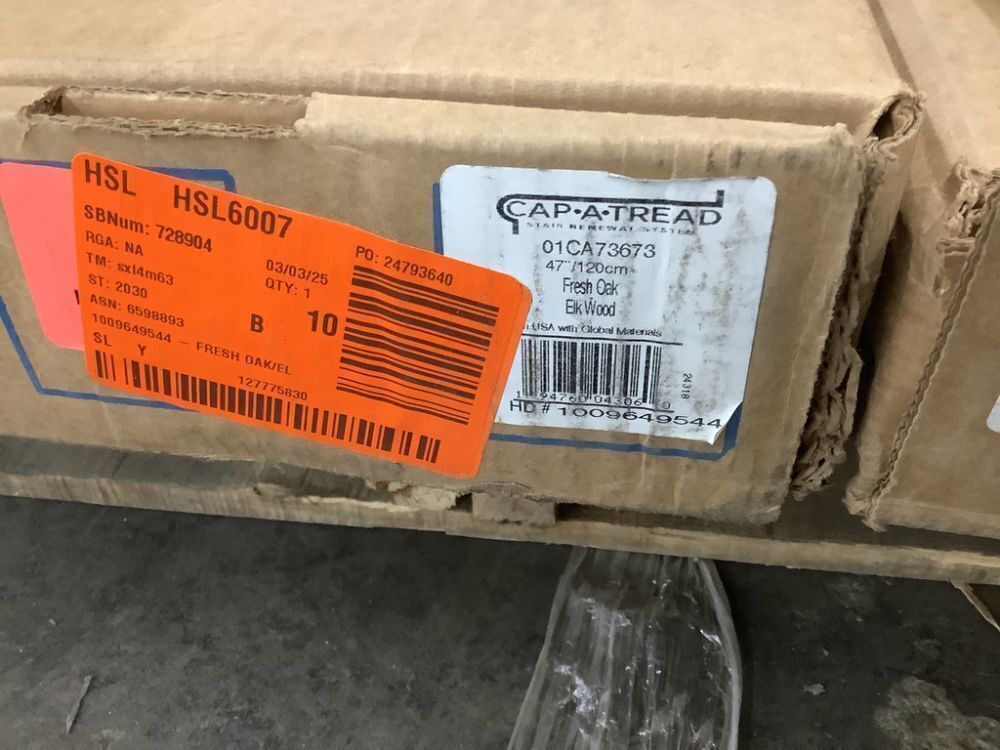 HSL HSL6007
SBNum: 728904
RGA: NA
03/03/25
PO: 24793640
TM: sxl4m63
QTY: 1
ST: 2030
ASN: 6598893
B 10
1009649544 - FRESH OAK/EL
SL Y
127775830
CAP•A•TREAD
STAIR RENEWAL SYSTEM
01CA73673
47"/120cm
Fresh Oak
Elk Wood
USA with Global Materials
24318
HD # 1009649544